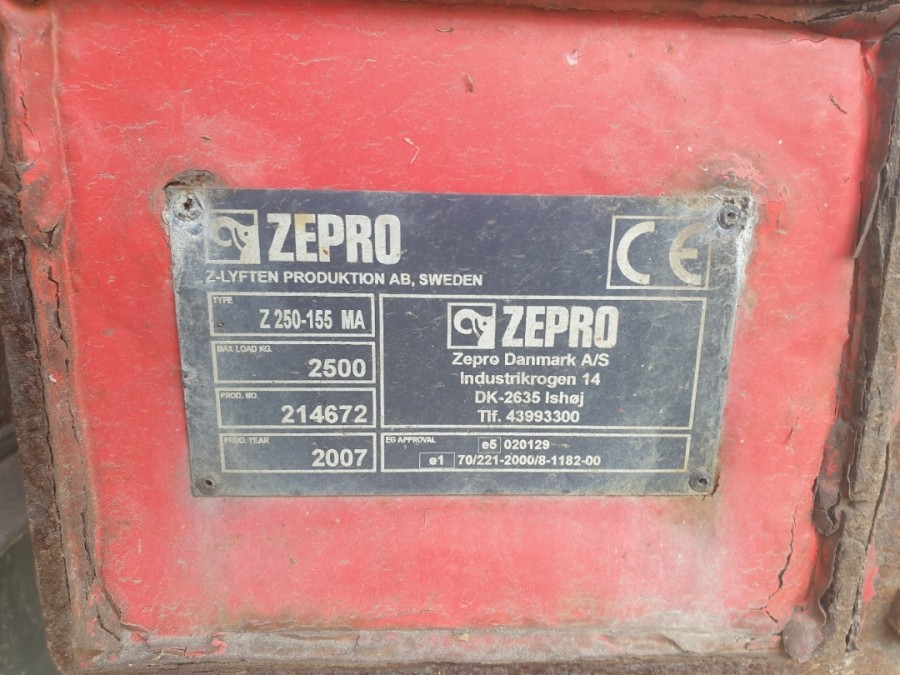 ZEPRO
Z-LYFTEN PRODUKTION AB, SWEDEN
CE
TYPE
Z 250-155 MA
MAX LOAD KG.
2500
PROD. NO.
214672
PROD. YEAR
2007
ZEPRO
Zepro Danmark A/S
Industrikrogen 14
DK-2635 Ishøj
Tlf. 43993300
EG APPROVAL
e5 020129
e1 70/221-2000/8-1182-00